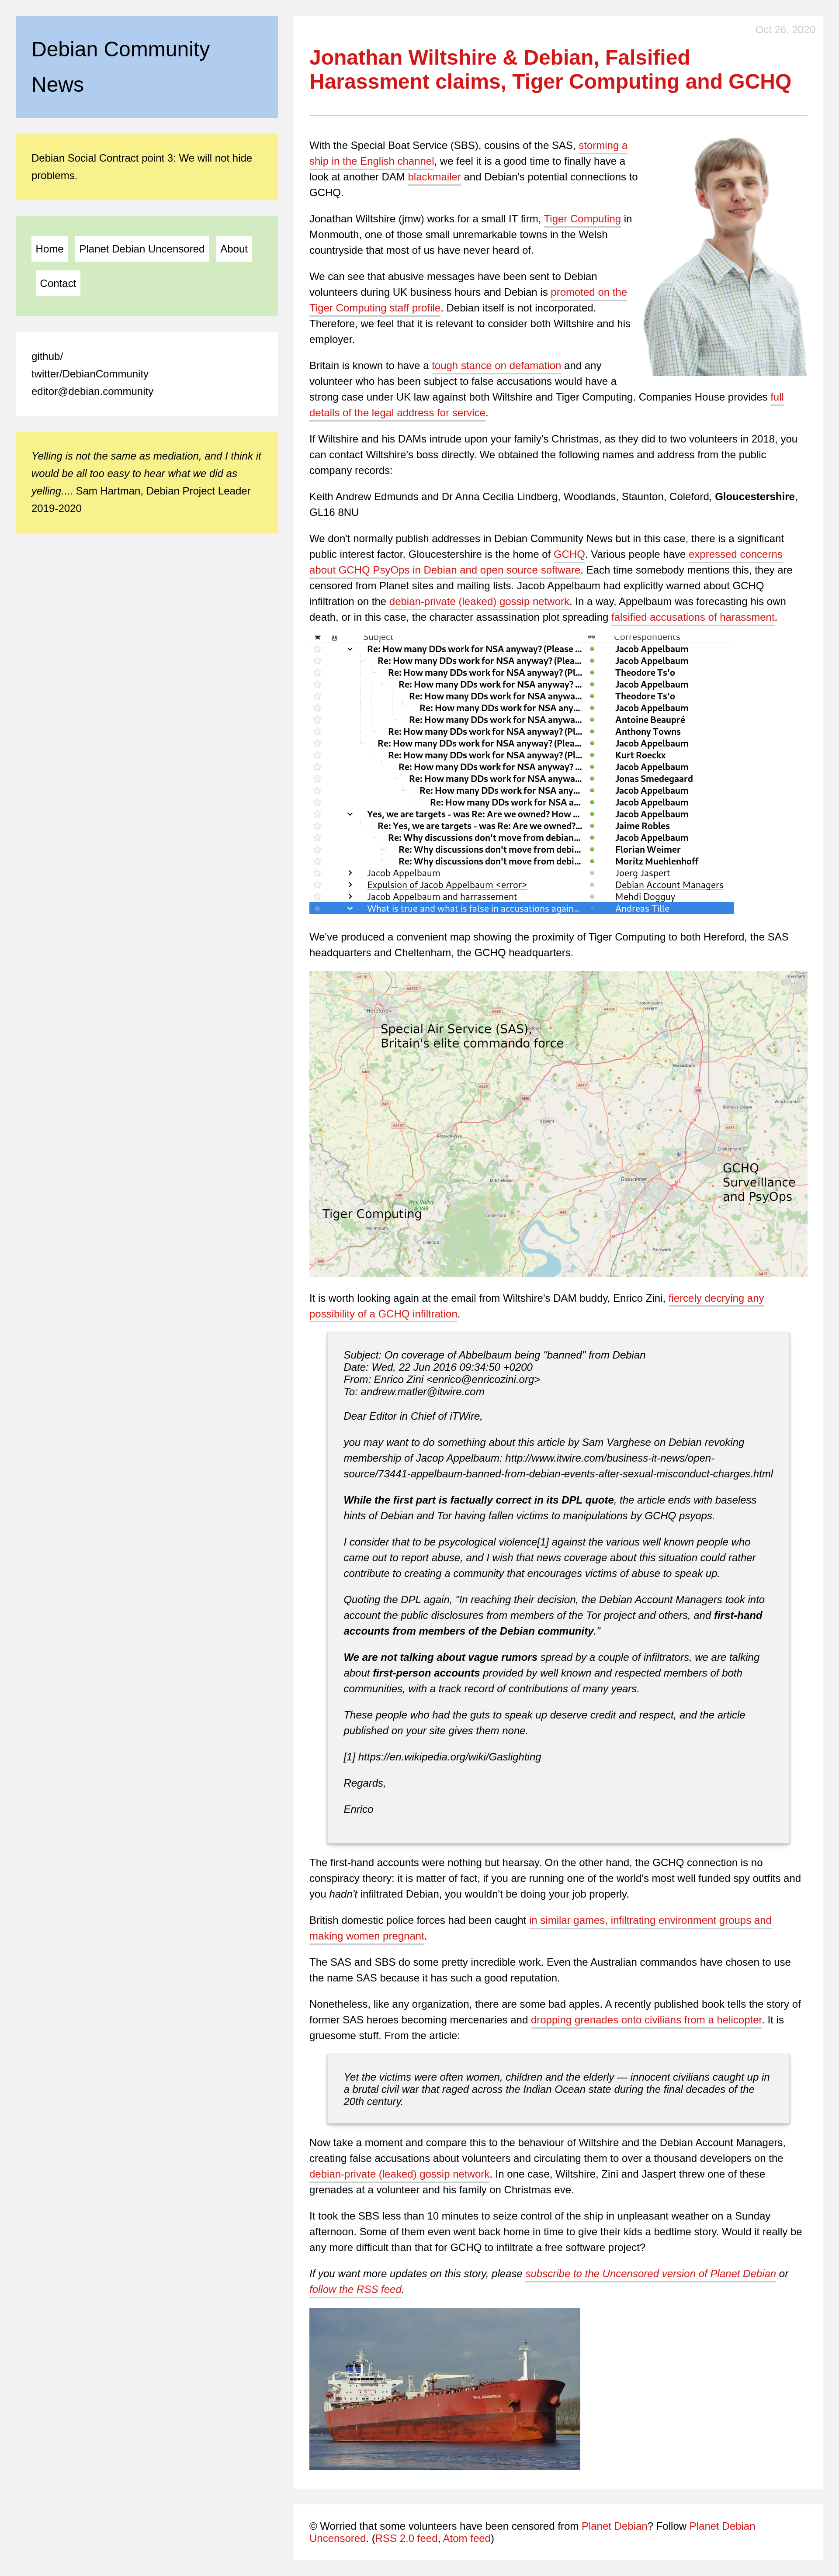 Debian Community
News
Debian Social Contract point 3: We will not hide
problems.
Home Planet Debian Uncensored About
Contact
github/
twitter/DebianCommunity
editor@debian.community
Yelling is not the same as mediation, and I think it
would be all too easy to hear what we did as
yelling.... Sam Hartman, Debian Project Leader
2019-2020
Oct 26, 2020
Jonathan Wiltshire & Debian, Falsified
Harassment claims, Tiger Computing and GCHQ
With the Special Boat Service (SBS), cousins of the SAS, storming a
ship in the English channel, we feel it is a good time to finally have a
look at another DAM blackmailer and Debian's potential connections to
GCHQ.
Jonathan Wiltshire (jmw) works for a small IT firm, Tiger Computing in
Monmouth, one of those small unremarkable towns in the Welsh
countryside that most of us have never heard of.
We can see that abusive messages have been sent to Debian
volunteers during UK business hours and Debian is promoted on the
Tiger Computing staff profile. Debian itself is not incorporated.
Therefore, we feel that it is relevant to consider both Wiltshire and his
employer.
Britain is known to have a tough stance on defamation and any
volunteer who has been subject to false accusations would have a
strong case under UK law against both Wiltshire and Tiger Computing. Companies House provides full
details of the legal address for service.
If Wiltshire and his DAMs intrude upon your family's Christmas, as they did to two volunteers in 2018, you
can contact Wiltshire's boss directly. We obtained the following names and address from the public
company records:
Keith Andrew Edmunds and Dr Anna Cecilia Lindberg, Woodlands, Staunton, Coleford, Gloucestershire,
GL16 8NU
We don't normally publish addresses in Debian Community News but in this case, there is a significant
public interest factor. Gloucestershire is the home of GCHQ. Various people have expressed concerns
about GCHQ PsyOps in Debian and open source software. Each time somebody mentions this, they are
censored from Planet sites and mailing lists. Jacob Appelbaum had explicitly warned about GCHQ
infiltration on the debian-private (leaked) gossip network. In a way, Appelbaum was forecasting his own
death, or in this case, the character assassination plot spreading falsified accusations of harassment.
Subject Correspondents
Re: How many DDs work for NSA anyway? (Please ... Jacob Appelbaum
Re: How many DDs work for NSA anyway? (Plea... Jacob Appelbaum
Re: How many DDs work for NSA anyway? (Pl... Theodore Ts'o
Re: How many DDs work for NSA anyway? ... Jacob Appelbaum
Re: How many DDs work for NSA anywa... Theodore Ts'o
Re: How many DDs work for NSA any... Jacob Appelbaum
Re: How many DDs work for NSA anywa... Antoine Beaupré
Re: How many DDs work for NSA anyway? (Pl... Anthony Towns
Re: How many DDs work for NSA anyway? (Plea... Jacob Appelbaum
Re: How many DDs work for NSA anyway? (Pl... Kurt Roeckx
Re: How many DDs work for NSA anyway? ... Jacob Appelbaum
Re: How many DDs work for NSA anywa... Jonas Smedegaard
Re: How many DDs work for NSA any... Jacob Appelbaum
Re: How many DDs work for NSA a... Jacob Appelbaum
Yes, we are targets - was Re: Are we owned? How ... Jacob Appelbaum
Re: Yes, we are targets - was Re: Are we owned?... Jaime Robles
Re: Why discussions don't move from debian... Jacob Appelbaum
Re: Why discussions don't move from debi... Florian Weimer
Re: Why discussions don't move from debi... Moritz Muehlenhoff
Jacob Appelbaum Joerg Jaspert
Expulsion of Jacob Appelbaum <error> Debian Account Managers
Jacob Appelbaum and harrassement Mehdi Dogguy
What is true and what is false in accusations again... Andreas Tille
We've produced a convenient map showing the proximity of Tiger Computing to both Hereford, the SAS
headquarters and Cheltenham, the GCHQ headquarters.
Hereford
Special Air Service (SAS),
Britain's elite commando force
Tewkesbury
Ross-on-Wye
Newent
Cheltenham
GCHQ
Surveillance
and PsyOps
Gloucester
Wye Valley
AONB
Tiger Computing
Monmouth
Cinderford
Coleford
It is worth looking again at the email from Wiltshire's DAM buddy, Enrico Zini, fiercely decrying any
possibility of a GCHQ infiltration.
Subject: On coverage of Abbelbaum being "banned" from Debian
Date: Wed, 22 Jun 2016 09:34:50 +0200
From: Enrico Zini <enrico@enricozini.org>
To: andrew.matler@itwire.com
Dear Editor in Chief of iTWire,
you may want to do something about this article by Sam Varghese on Debian revoking
membership of Jacop Appelbaum: http://www.itwire.com/business-it-news/open-
source/73441-appelbaum-banned-from-debian-events-after-sexual-misconduct-charges.html
While the first part is factually correct in its DPL quote, the article ends with baseless
hints of Debian and Tor having fallen victims to manipulations by GCHQ psyops.
I consider that to be psycological violence[1] against the various well known people who
came out to report abuse, and I wish that news coverage about this situation could rather
contribute to creating a community that encourages victims of abuse to speak up.
Quoting the DPL again, "In reaching their decision, the Debian Account Managers took into
account the public disclosures from members of the Tor project and others, and first-hand
accounts from members of the Debian community."
We are not talking about vague rumors spread by a couple of infiltrators, we are talking
about first-person accounts provided by well known and respected members of both
communities, with a track record of contributions of many years.
These people who had the guts to speak up deserve credit and respect, and the article
published on your site gives them none.
[1] https://en.wikipedia.org/wiki/Gaslighting
Regards,
Enrico
The first-hand accounts were nothing but hearsay. On the other hand, the GCHQ connection is no
conspiracy theory: it is matter of fact, if you are running one of the world's most well funded spy outfits and
you hadn't infiltrated Debian, you wouldn't be doing your job properly.
British domestic police forces had been caught in similar games, infiltrating environment groups and
making women pregnant.
The SAS and SBS do some pretty incredible work. Even the Australian commandos have chosen to use
the name SAS because it has such a good reputation.
Nonetheless, like any organization, there are some bad apples. A recently published book tells the story of
former SAS heroes becoming mercenaries and dropping grenades onto civilians from a helicopter. It is
gruesome stuff. From the article:
Yet the victims were often women, children and the elderly — innocent civilians caught up in
a brutal civil war that raged across the Indian Ocean state during the final decades of the
20th century.
Now take a moment and compare this to the behaviour of Wiltshire and the Debian Account Managers,
creating false accusations about volunteers and circulating them to over a thousand developers on the
debian-private (leaked) gossip network. In one case, Wiltshire, Zini and Jaspert threw one of these
grenades at a volunteer and his family on Christmas eve.
It took the SBS less than 10 minutes to seize control of the ship in unpleasant weather on a Sunday
afternoon. Some of them even went back home in time to give their kids a bedtime story. Would it really be
any more difficult than that for GCHQ to infiltrate a free software project?
If you want more updates on this story, please subscribe to the Uncensored version of Planet Debian or
follow the RSS feed.
© Worried that some volunteers have been censored from Planet Debian? Follow Planet Debian
Uncensored. (RSS 2.0 feed, Atom feed)